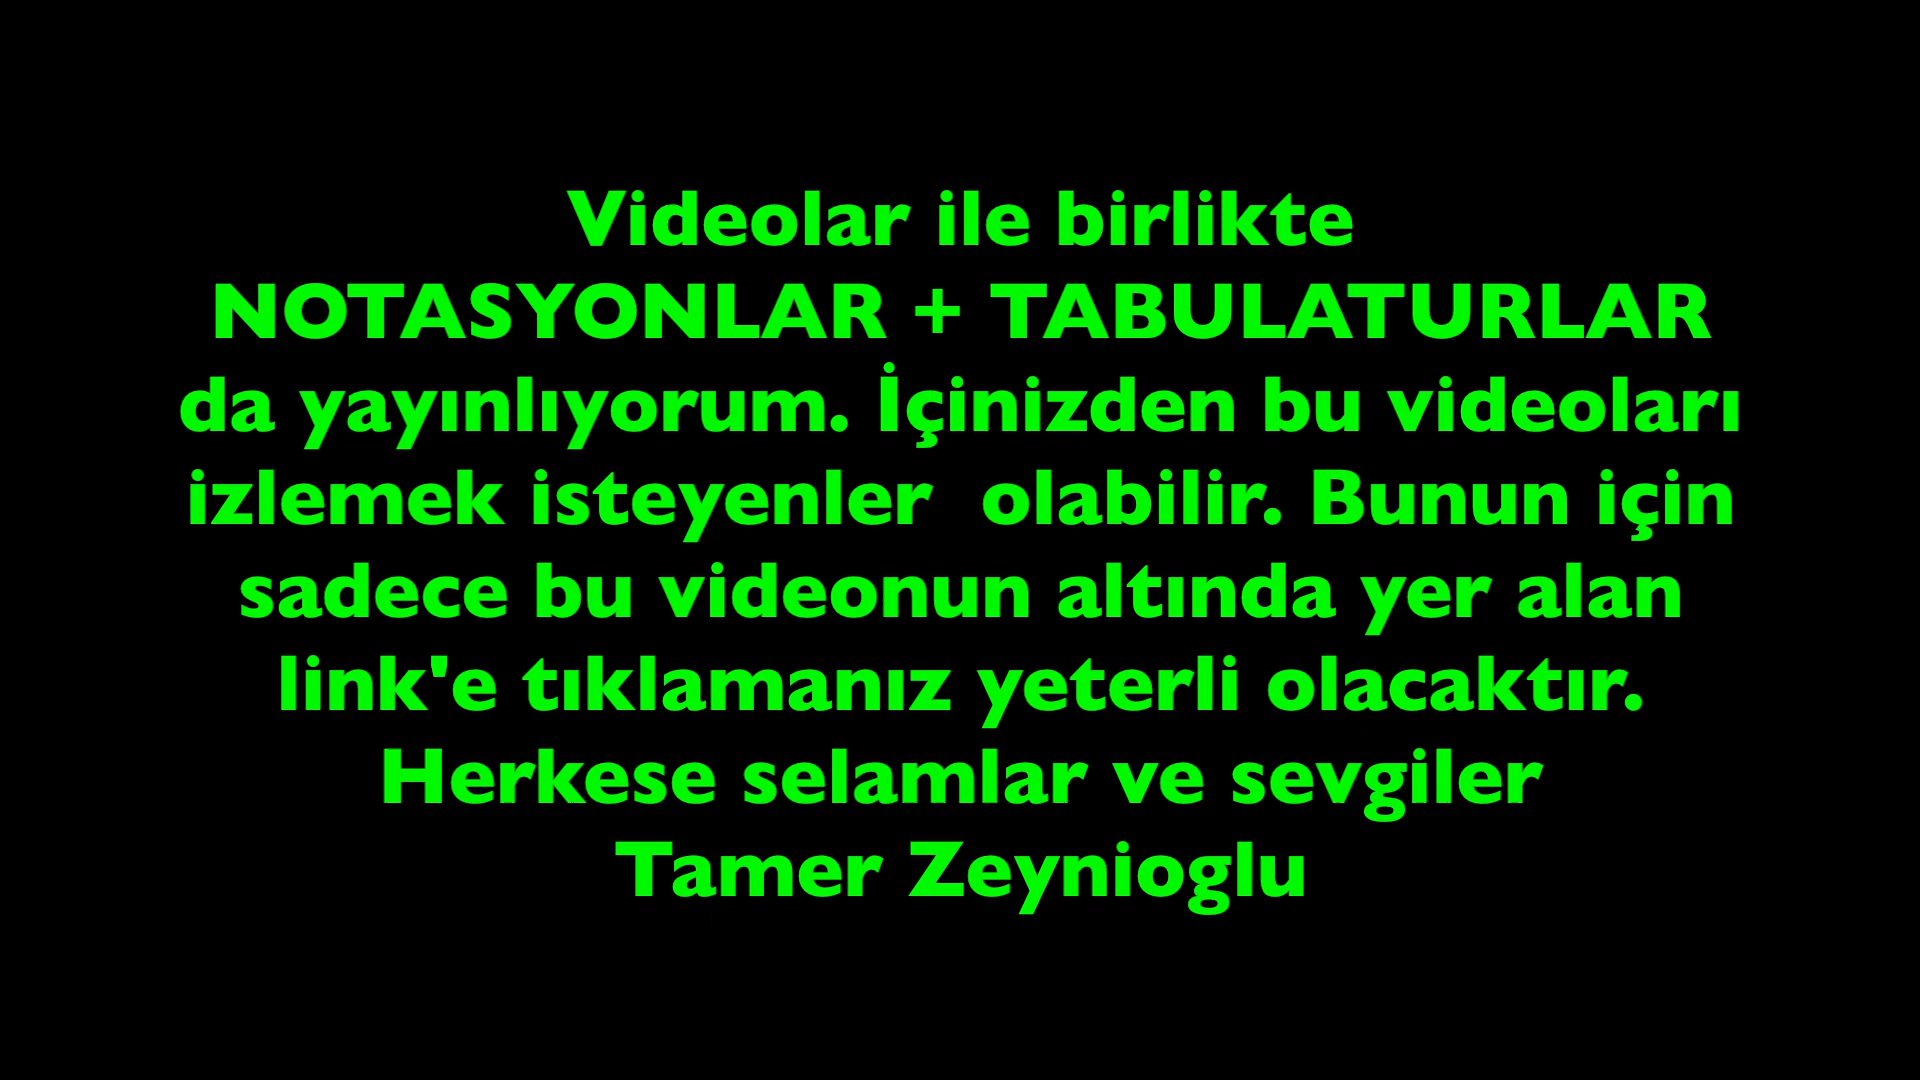 Videolar ile birlikte
NOTASYONLAR + TABULATURLAR
da yayınlıyorum. İçinizden bu videoları
izlemek isteyenler  olabilir. Bunun için
sadece bu videonun altında yer alan
link'e tıklamanız yeterli olacaktır.
Herkese selamlar ve sevgiler
Tamer Zeynioglu